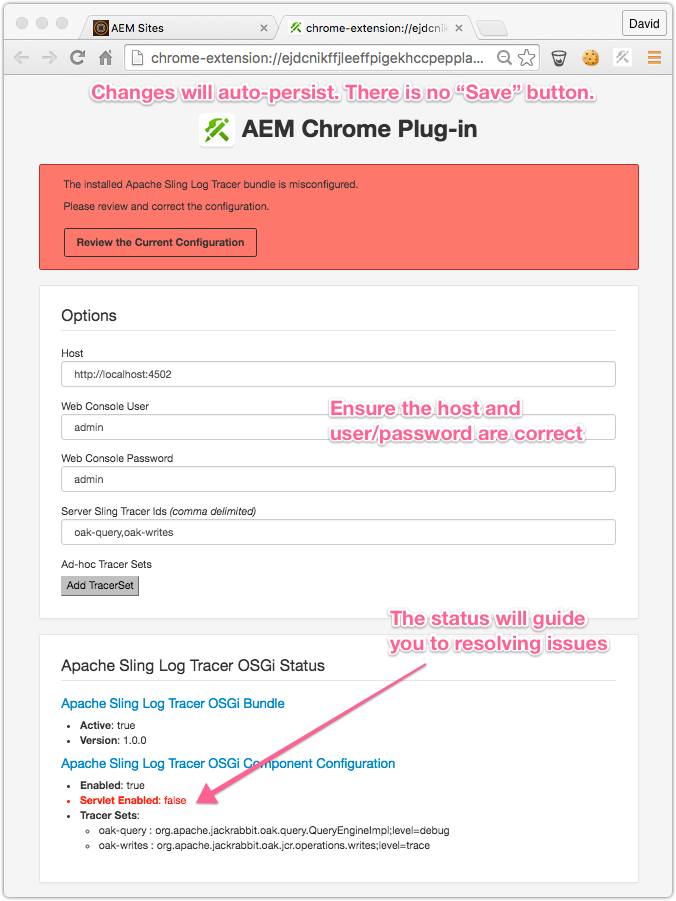 AEM Sites
chrome-extension://ejdcnik
David
chrome-extension://ejdcnikffjleeffpigekhccpeppla...
Changes will auto-persist. There is no “Save” button.
AEM Chrome Plug-in
The installed Apache Sling Log Tracer bundle is misconfigured.
Please review and correct the configuration.
Review the Current Configuration
Options
Host
http://localhost:4502
Web Console User
Ensure the host and
admin
user/password are correct
Web Console Password
admin
Server Sling Tracer Ids (comma delimited)
oak-query,oak-writes
Ad-hoc Tracer Sets
Add TracerSet
The status will guide
you to resolving issues
Apache Sling Log Tracer OSGi Status
Apache Sling Log Tracer OSGi Bundle
• Active: true
• Version: 1.0.0
Apache Sling Log Tracer OSGi Component Configuration
• Enabled: true
• Servlet Enabled: false
• Tracer Sets:
○ oak-query : org.apache.jackrabbit.oak.query.QueryEngineImpl;level=debug
○ oak-writes : org.apache.jackrabbit.oak.jcr.operations.writes;level=trace